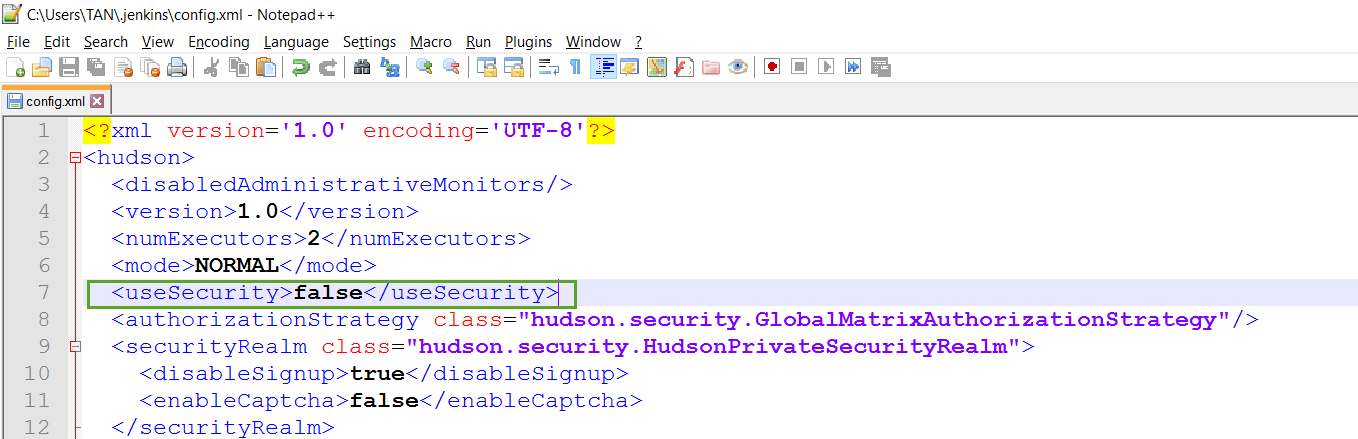 C:\Users\TAN\.jenkins\config.xml - Notepad++
File Edit Search View Encoding Language Settings Macro Run Plugins Window ?
config.xml
1 <?xml version='1.0' encoding='UTF-8'?>
2 <hudson>
3 <disabledAdministrativeMonitors/>
4 <version>1.0</version>
5 <numExecutors>2</numExecutors>
6 <mode>NORMAL</mode>
7 <useSecurity>false</useSecurity>
8 <authorizationStrategy class="hudson.security.GlobalMatrixAuthorizationStrategy"/>
9 <securityRealm class="hudson.security.HudsonPrivateSecurityRealm">
10 <disableSignup>true</disableSignup>
11 <enableCaptcha>false</enableCaptcha>
12 </securityRealm>